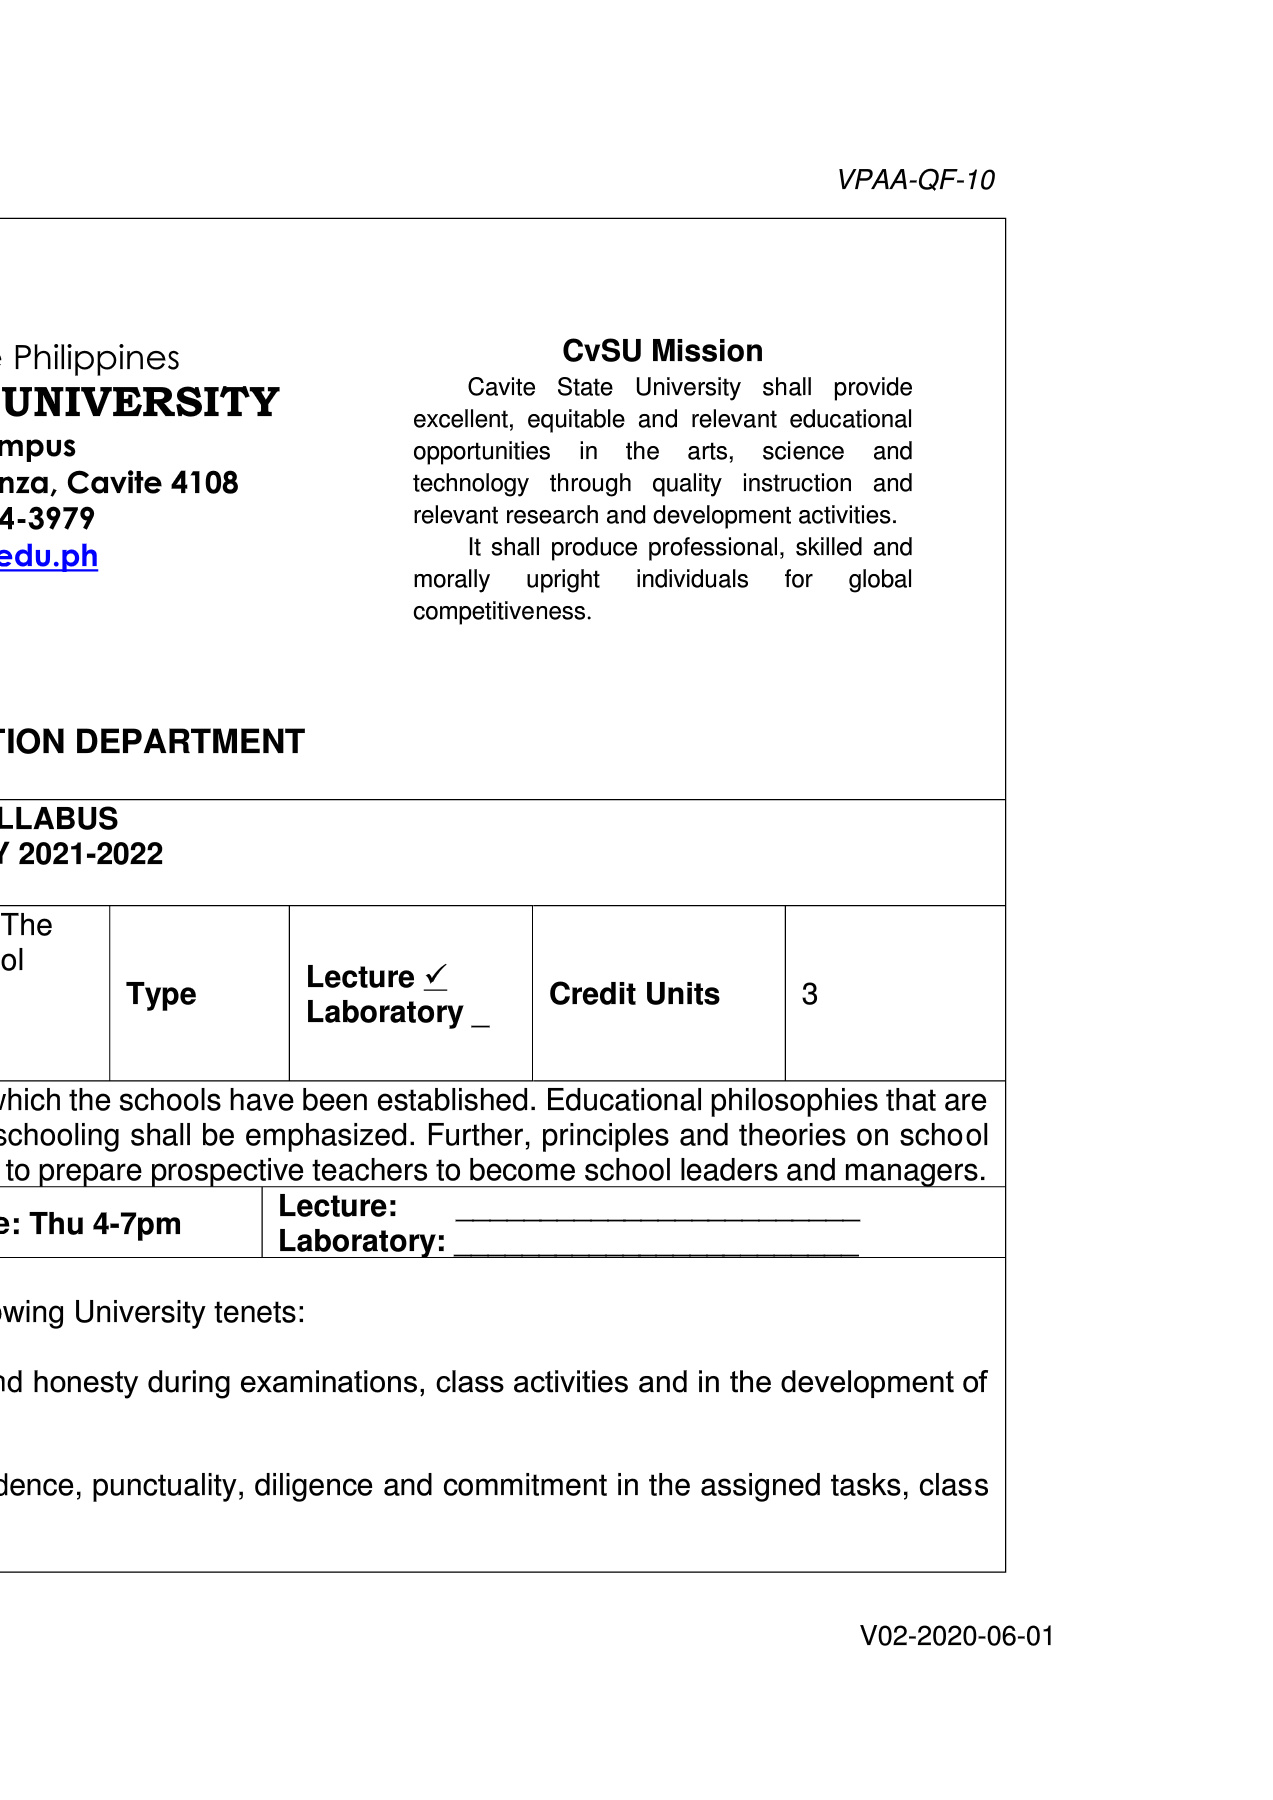 VPAA-QF-10
Philippines
UNIVERSITY
mpus
nza, Cavite 4108
4-3979
edu.ph
CvSU Mission
Cavite State University shall provide
excellent, equitable and relevant educational
opportunities in the arts, science and
technology through quality instruction and
relevant research and development activities.
It shall produce professional, skilled and
morally upright individuals for global
competitiveness.
TION DEPARTMENT
LLABUS
Y 2021-2022
The
ol
Type
Lecture ✓
Laboratory _
Credit Units
3
which the schools have been established. Educational philosophies that are
schooling shall be emphasized. Further, principles and theories on school
to prepare prospective teachers to become school leaders and managers.
e: Thu 4-7pm
Lecture: ________________________
Laboratory: ________________________
owing University tenets:
nd honesty during examinations, class activities and in the development of
dence, punctuality, diligence and commitment in the assigned tasks, class
V02-2020-06-01